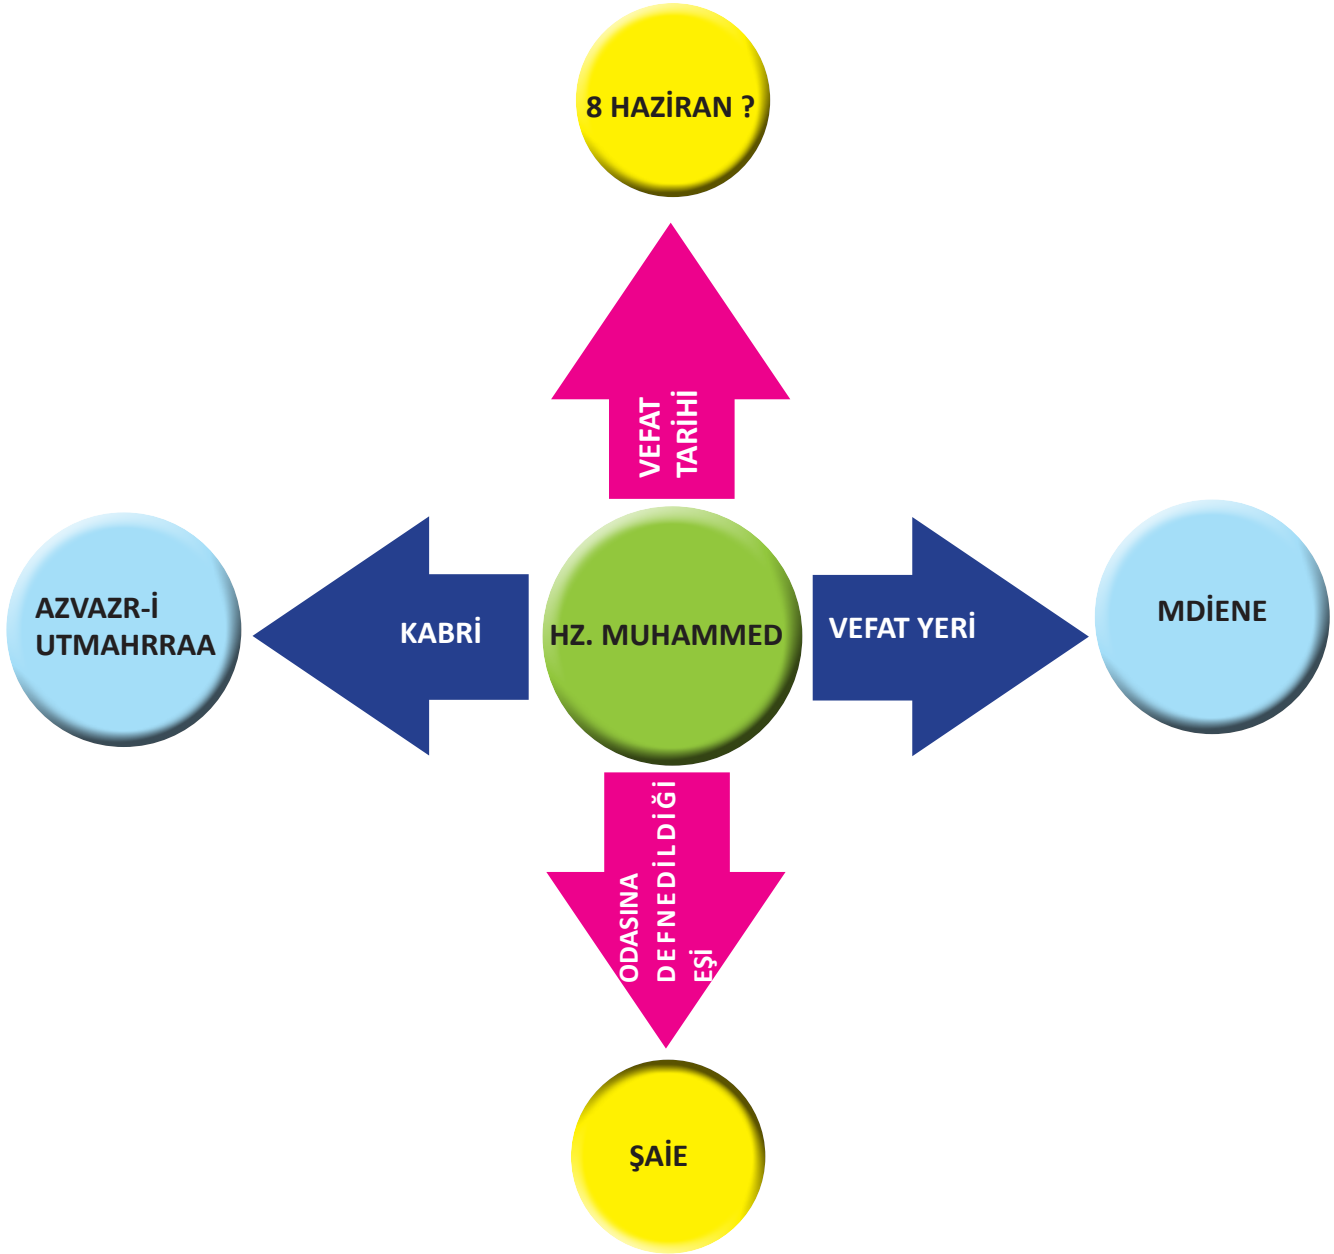 8 HAZİRAN ?
VEFAT
TARİHİ
AZVAZR-İ
UTMAHRRAA
KABRİ
HZ. MUHAMMED
VEFAT YERİ
MDİENE
ODASINA
DEFNEDİLDİĞİ
EŞİ
ŞAİE